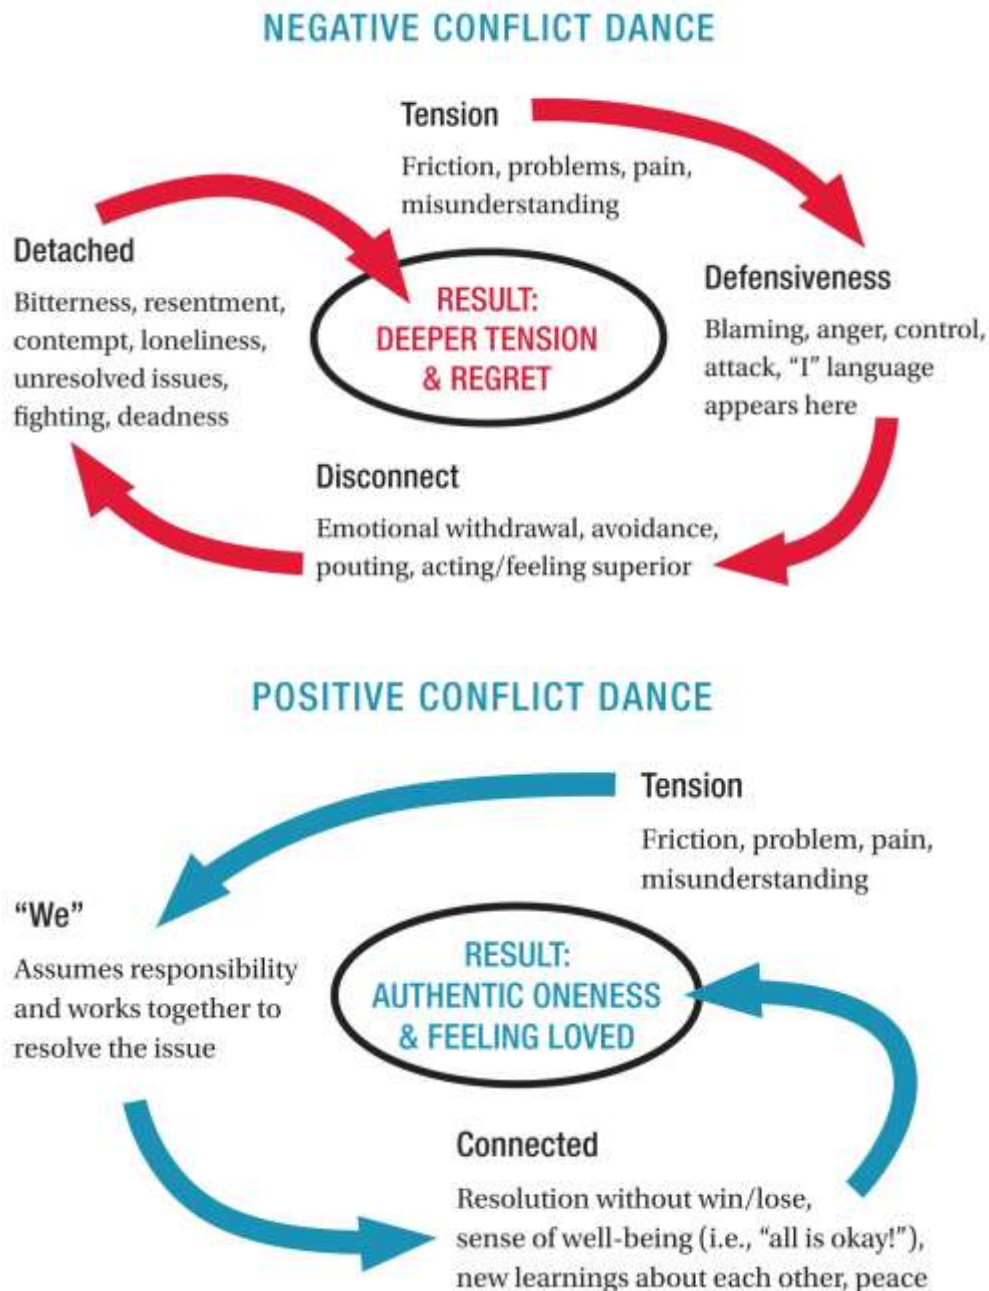 NEGATIVE CONFLICT DANCE
Tension
Friction, problems, pain,
misunderstanding
Defensiveness
Blaming, anger, control,
attack, “I” language
appears here
Disconnect
Emotional withdrawal, avoidance,
pouting, acting/feeling superior
Detached
Bitterness, resentment,
contempt, loneliness,
unresolved issues,
fighting, deadness
RESULT:
DEEPER TENSION
& REGRET
POSITIVE CONFLICT DANCE
Tension
Friction, problem, pain,
misunderstanding
“We”
Assumes responsibility
and works together to
resolve the issue
Connected
Resolution without win/lose,
sense of well-being (i.e., “all is okay!”),
new learnings about each other, peace
RESULT:
AUTHENTIC ONENESS
& FEELING LOVED